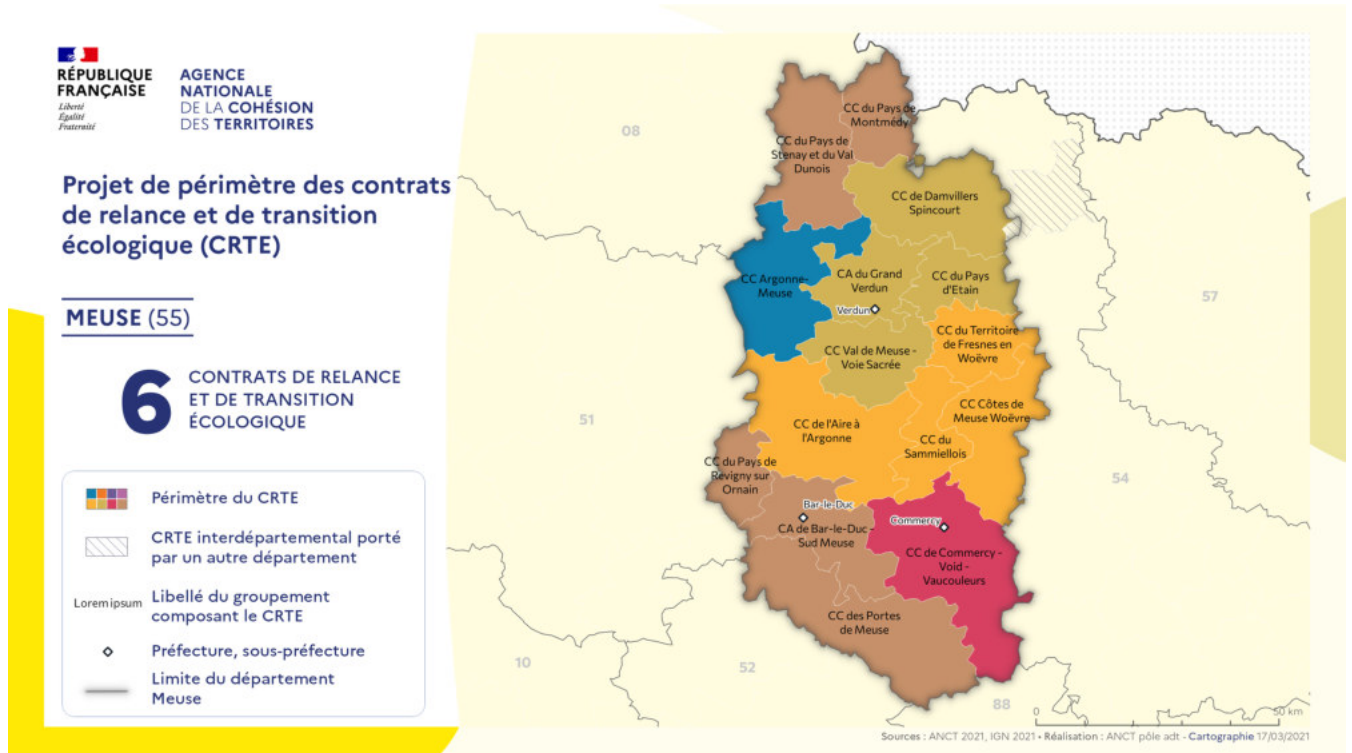 RÉPUBLIQUE
FRANÇAISE
Liberté
Égalité
Fraternité
AGENCE
NATIONALE
DE LA COHÉSION
DES TERRITOIRES
Projet de périmètre des contrats
de relance et de transition
écologique (CRTE)
MEUSE (55)
6
CONTRATS DE RELANCE
ET DE TRANSITION
ÉCOLOGIQUE
Périmètre du CRTE
CRTE interdépartemental porté
par un autre département
Lorem ipsum
Libellé du groupement
composant le CRTE
Préfecture, sous-préfecture
Limite du département
Meuse
08
51
10
52
88
54
57
CC du Pays de
Montmédy
CC du Pays de
Stenay et du Val
Dunois
CC de Damvillers
Spincourt
CC Argonne-
Meuse
CA du Grand
Verdun
Verdun
CC du Pays
d'Etain
CC du Territoire
de Fresnes en
Woëvre
CC Val de Meuse -
Voie Sacrée
CC Côtes de
Meuse Woëvre
CC de l'Aire à
l'Argonne
CC du
Sammiellois
CC du Pays de
Revigny sur
Ornain
Bar-le-Duc
CA de Bar-le-Duc -
Sud Meuse
Commercy
CC de Commercy -
Void -
Vaucouleurs
CC des Portes
de Meuse
0
50 km
Sources : ANCT 2021, IGN 2021 • Réalisation : ANCT pôle adt - Cartographie 17/03/2021